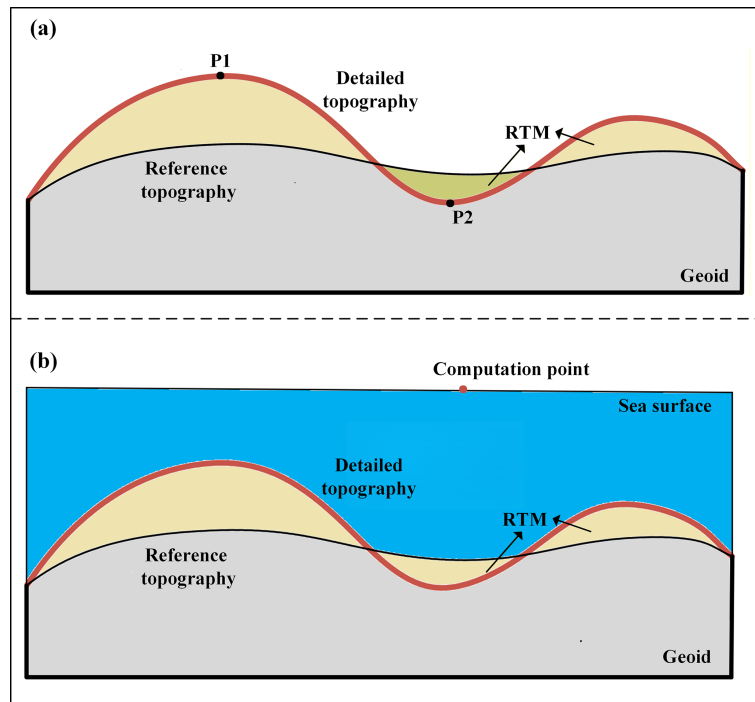 (a)
P1
Detailed
topography
RTM
Reference
topography
P2
Geoid
(b)
Computation point
Sea surface
Detailed
topography
RTM
Reference
topography
Geoid